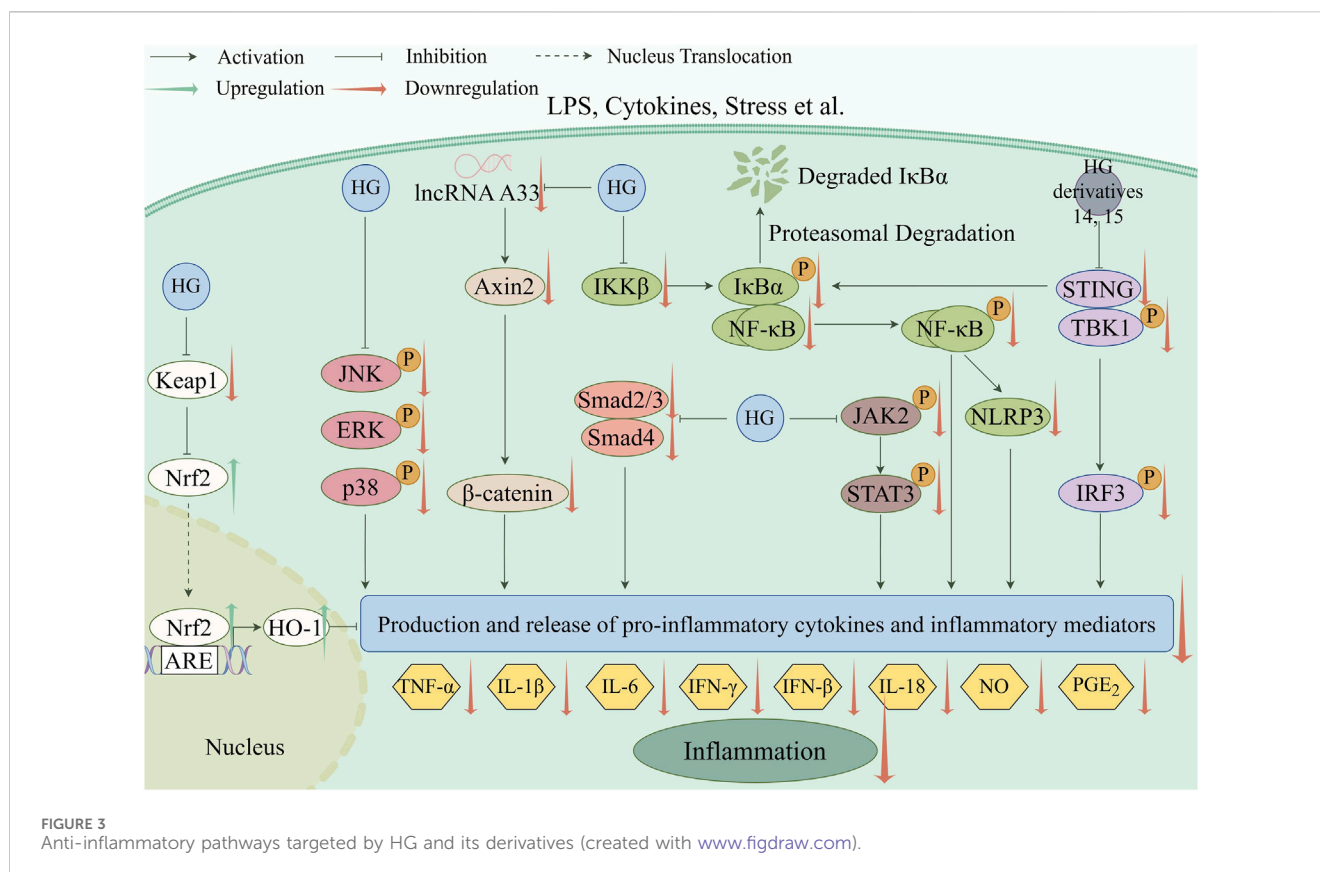 Activation
Inhibition
Nucleus Translocation
Upregulation
Downregulation
LPS, Cytokines, Stress et al.
HG
lncRNA A33
HG
Degraded IκBα
HG
derivatives
14, 15
Proteasomal Degradation
HG
Axin2
IKKβ
IκBα
P
NF-κB
NF-κB
P
STING
TBK1
P
Keap1
JNK
P
ERK
P
p38
P
Smad2/3
Smad4
HG
JAK2
P
NLRP3
Nrf2
β-catenin
STAT3
P
IRF3
P
Nrf2
ARE
HO-1
Production and release of pro-inflammatory cytokines and inflammatory mediators
TNF-α
IL-1β
IL-6
IFN-γ
IFN-β
IL-18
NO
PGE₂
Nucleus
Inflammation
FIGURE 3
Anti-inflammatory pathways targeted by HG and its derivatives (created with www.figdraw.com).